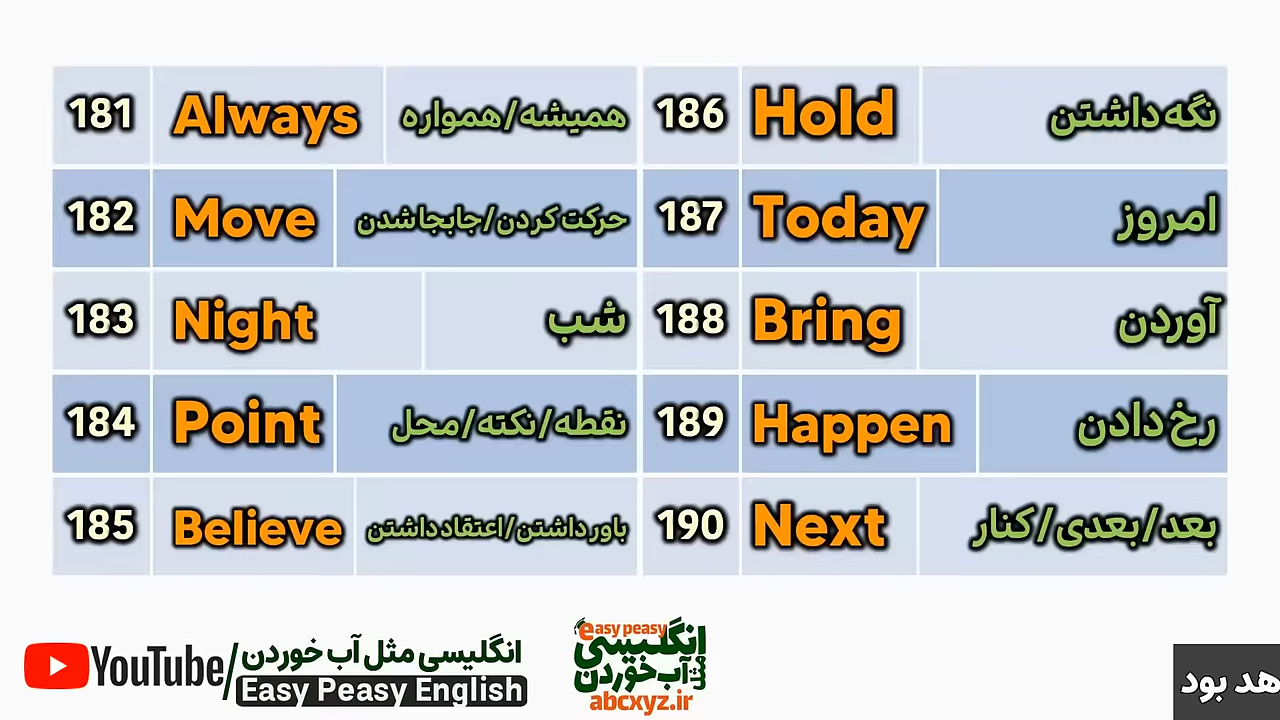 181 Always همیشه/همواره
182 Move حرکت کردن/جابجا شدن
183 Night شب
184 Point نقطه/نکته/محل
185 Believe باور داشتن/اعتقاد داشتن
186 Hold نگه داشتن
187 Today امروز
188 Bring آوردن
189 Happen رخ دادن
190 Next بعد/بعدی/کنار
YouTube/انگلیسی مثل آب خوردن
Easy Peasy English
easy peasy
انگلیسی
مثل آب خوردن
abcxyz.ir
هد بود